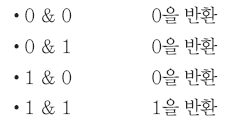 • 0 & 0 0을 반환
• 0 & 1 0을 반환
• 1 & 0 0을 반환
• 1 & 1 1을 반환